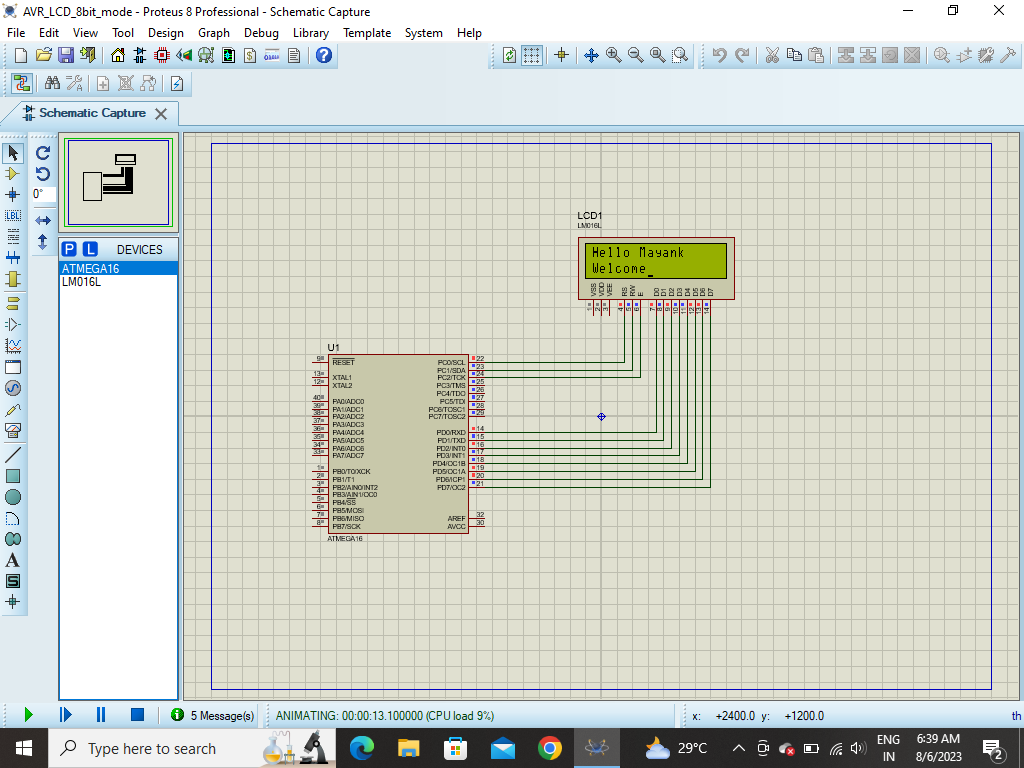 AVR_LCD_8bit_mode - Proteus 8 Professional - Schematic Capture
File Edit View Tool Design Graph Debug Library Template System Help
Schematic Capture
0°
LBL
P L DEVICES
ATMEGA16
LM016L
A
S
LCD1
LM016L
Hello Mayank
Welcome_
VSS VDD VEE RS RW E D0 D1 D2 D3 D4 D5 D6 D7
1 2 3 4 5 6 7 8 9 10 11 12 13 14
U1
9 RESET PC0/SCL 22
PC1/SDA 23
13 XTAL1 PC2/TCK 24
12 XTAL2 PC3/TMS 25
PC4/TDO 26
40 PA0/ADC0 PC5/TDI 27
39 PA1/ADC1 PC6/TOSC1 28
38 PA2/ADC2 PC7/TOSC2 29
37 PA3/ADC3
36 PA4/ADC4 PD0/RXD 14
35 PA5/ADC5 PD1/TXD 15
34 PA6/ADC6 PD2/INT0 16
33 PA7/ADC7 PD3/INT1 17
PD4/OC1B 18
1 PB0/T0/XCK PD5/OC1A 19
2 PB1/T1 PD6/ICP1 20
3 PB2/AIN0/INT2 PD7/OC2 21
4 PB3/AIN1/OC0
5 PB4/SS
6 PB5/MOSI
7 PB6/MISO AREF 32
8 PB7/SCK AVCC 30
ATMEGA16
5 Message(s) ANIMATING: 00:00:13.100000 (CPU load 9%) x: +2400.0 y: +1200.0 th
Type here to search 29°C ENG IN 6:39 AM 8/6/2023 2